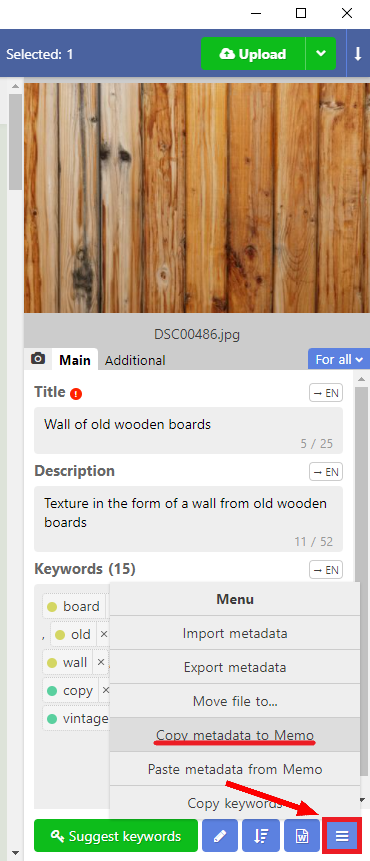 Selected: 1
Upload
DSC00486.jpg
Main
Additional
For all
Title
→ EN
Wall of old wooden boards
5 / 25
Description
→ EN
Texture in the form of a wall from old wooden
boards
11 / 52
Keywords (15)
→ EN
board
, old ×
wall ×
copy ×
vintage
Menu
Import metadata
Export metadata
Move file to...
Copy metadata to Memo
Paste metadata from Memo
Copy keywords
Suggest keywords